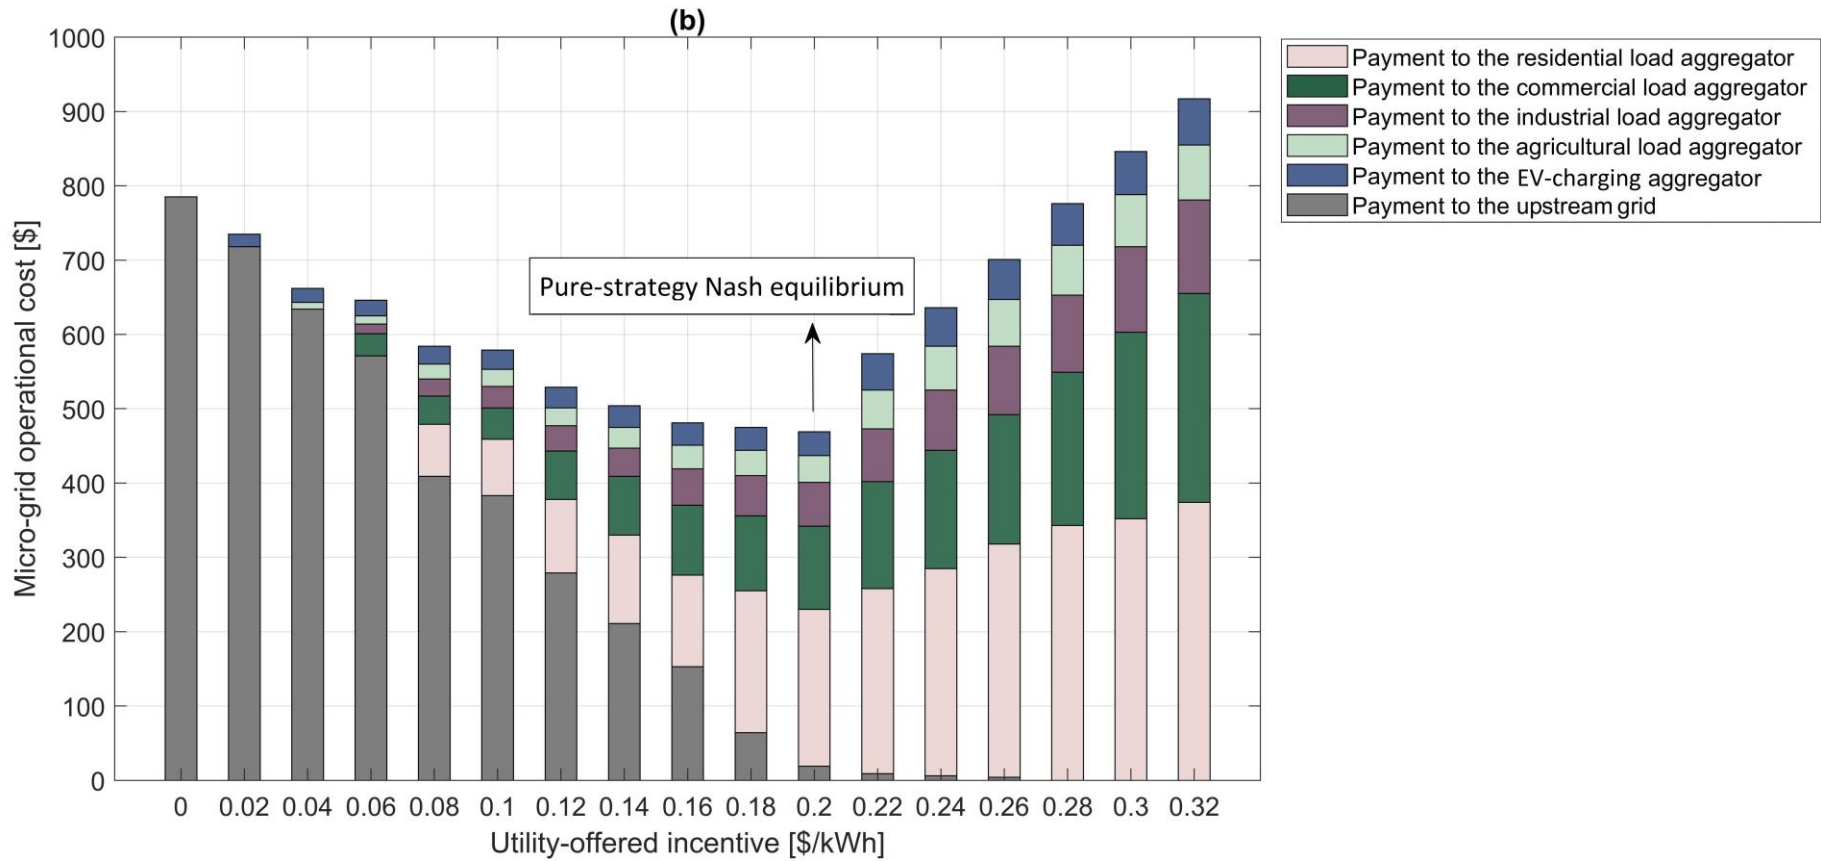 (b)
1000
900
800
700
600
500
400
300
200
100
0
Micro-grid operational cost [$]
Pure-strategy Nash equilibrium
0 0.02 0.04 0.06 0.08 0.1 0.12 0.14 0.16 0.18 0.2 0.22 0.24 0.26 0.28 0.3 0.32
Utility-offered incentive [$/kWh]
Payment to the residential load aggregator
Payment to the commercial load aggregator
Payment to the industrial load aggregator
Payment to the agricultural load aggregator
Payment to the EV-charging aggregator
Payment to the upstream grid